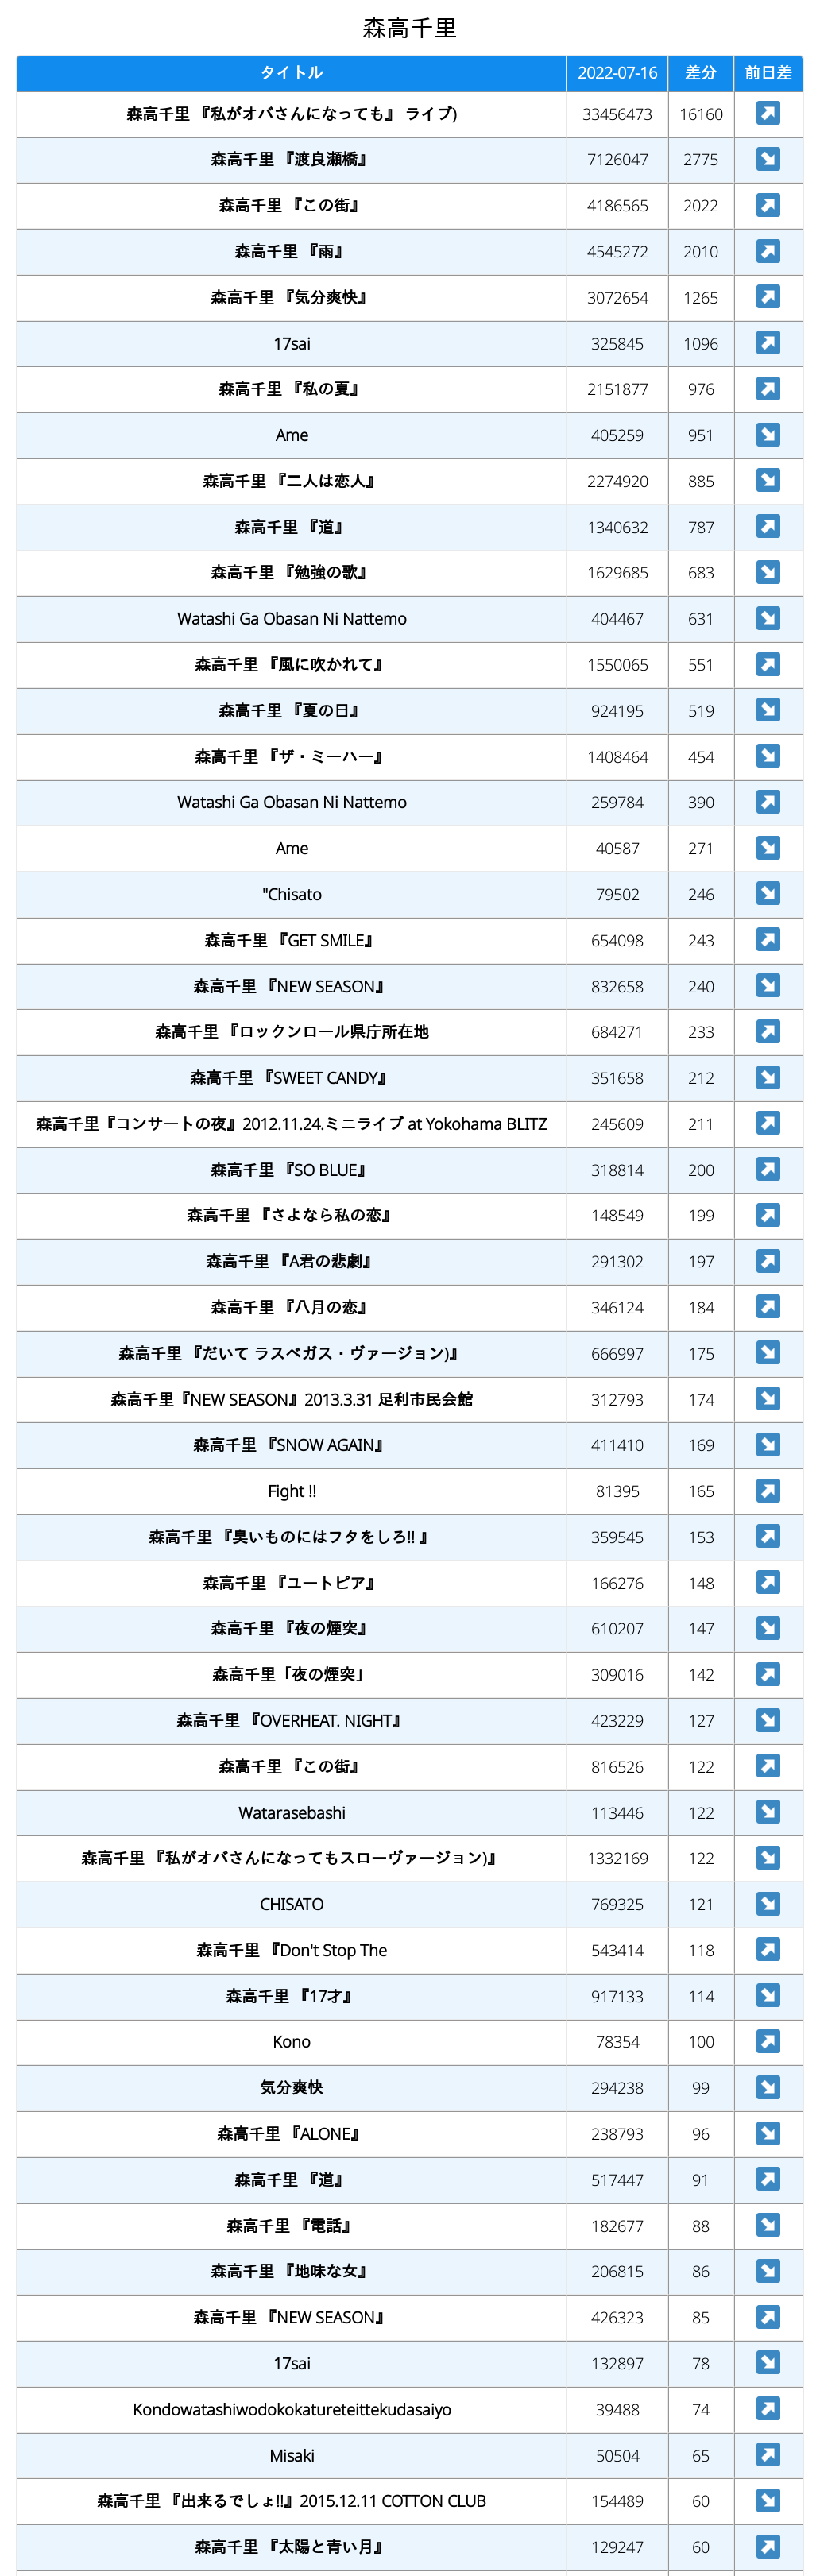 森高千里
タイトル 2022-07-16 差分 前日差
森高千里 『私がオバさんになっても』 ライブ) 33456473 16160
森高千里 『渡良瀬橋』 7126047 2775
森高千里 『この街』 4186565 2022
森高千里 『雨』 4545272 2010
森高千里 『気分爽快』 3072654 1265
17sai 325845 1096
森高千里 『私の夏』 2151877 976
Ame 405259 951
森高千里 『二人は恋人』 2274920 885
森高千里 『道』 1340632 787
森高千里 『勉強の歌』 1629685 683
Watashi Ga Obasan Ni Nattemo 404467 631
森高千里 『風に吹かれて』 1550065 551
森高千里 『夏の日』 924195 519
森高千里 『ザ・ミーハー』 1408464 454
Watashi Ga Obasan Ni Nattemo 259784 390
Ame 40587 271
"Chisato 79502 246
森高千里 『GET SMILE』 654098 243
森高千里 『NEW SEASON』 832658 240
森高千里 『ロックンロール県庁所在地 684271 233
森高千里 『SWEET CANDY』 351658 212
森高千里『コンサートの夜』2012.11.24.ミニライブ at Yokohama BLITZ 245609 211
森高千里 『SO BLUE』 318814 200
森高千里 『さよなら私の恋』 148549 199
森高千里 『A君の悲劇』 291302 197
森高千里 『八月の恋』 346124 184
森高千里 『だいて ラスベガス・ヴァージョン)』 666997 175
森高千里『NEW SEASON』2013.3.31 足利市民会館 312793 174
森高千里 『SNOW AGAIN』 411410 169
Fight !! 81395 165
森高千里 『臭いものにはフタをしろ!! 』 359545 153
森高千里 『ユートピア』 166276 148
森高千里 『夜の煙突』 610207 147
森高千里「夜の煙突」 309016 142
森高千里 『OVERHEAT. NIGHT』 423229 127
森高千里 『この街』 816526 122
Watarasebashi 113446 122
森高千里 『私がオバさんになってもスローヴァージョン)』 1332169 122
CHISATO 769325 121
森高千里 『Don't Stop The 543414 118
森高千里 『17才』 917133 114
Kono 78354 100
気分爽快 294238 99
森高千里 『ALONE』 238793 96
森高千里 『道』 517447 91
森高千里 『電話』 182677 88
森高千里 『地味な女』 206815 86
森高千里 『NEW SEASON』 426323 85
17sai 132897 78
Kondowatashiwodokokatureteittekudasaiyo 39488 74
Misaki 50504 65
森高千里 『出来るでしょ!!』2015.12.11 COTTON CLUB 154489 60
森高千里 『太陽と青い月』 129247 60